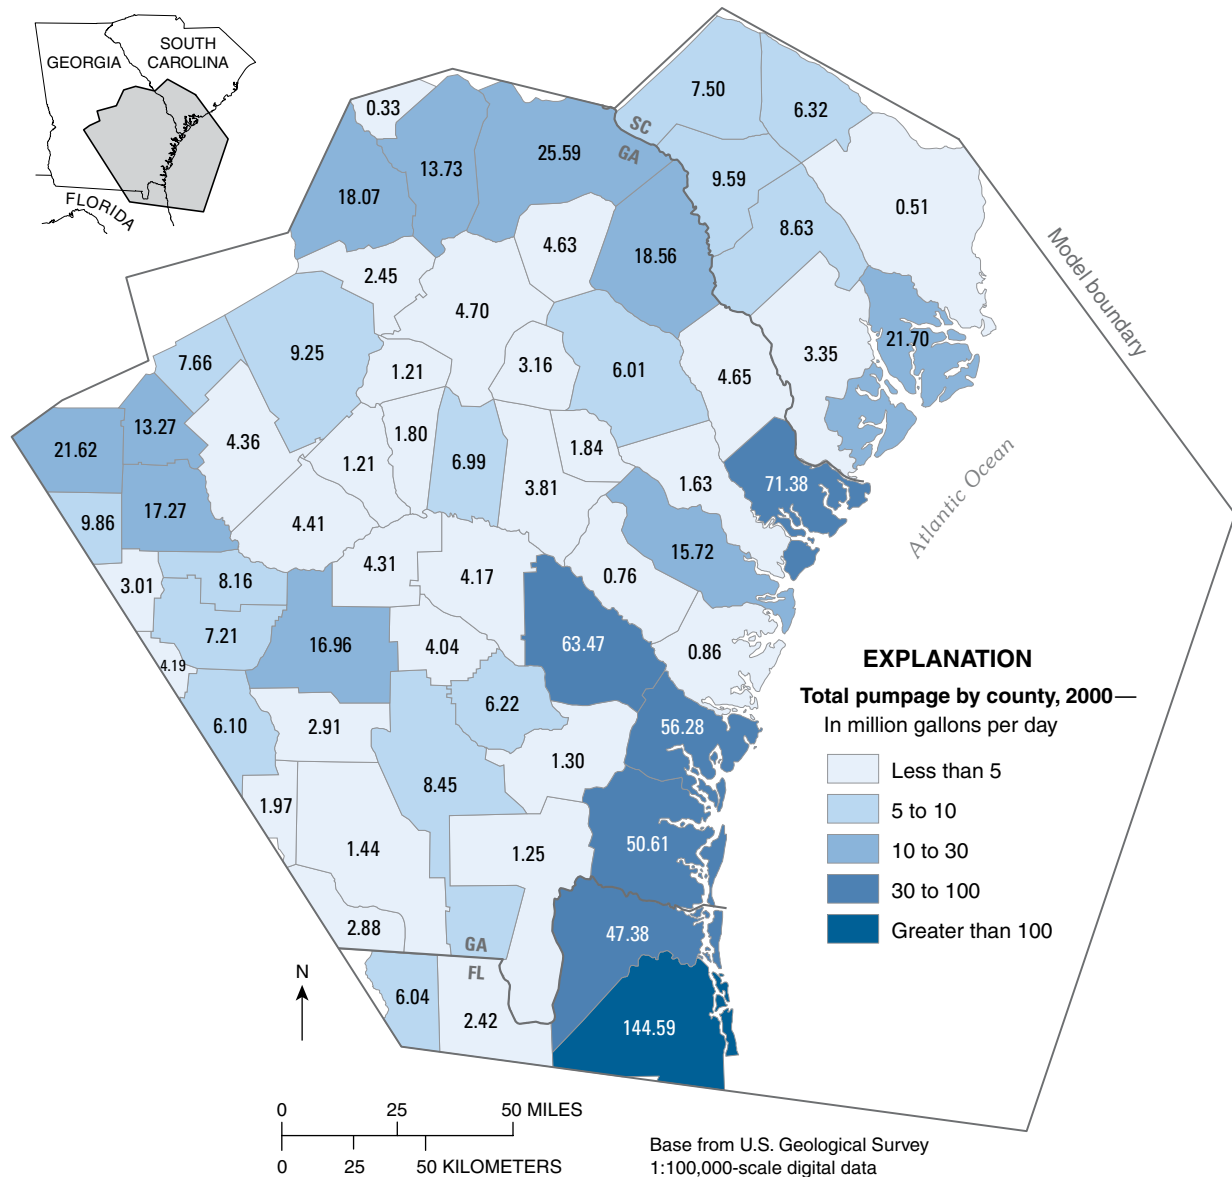 GEORGIA
SOUTH
CAROLINA
FLORIDA
7.50
6.32
0.33
SC
GA
25.59
13.73
9.59
18.07
0.51
8.63
4.63
18.56
2.45
Model boundary
4.70
21.70
9.25
7.66
3.16
6.01
3.35
1.21
4.65
13.27
21.62
4.36
1.80
1.84
1.21
6.99
71.38
1.63
3.81
Atlantic Ocean
17.27
9.86
4.41
15.72
4.31
4.17
0.76
8.16
3.01
7.21
16.96
4.04
63.47
0.86
4.19
6.22
6.10
2.91
56.28
1.30
8.45
1.97
1.44
1.25
50.61
2.88
GA
FL
47.38
6.04
2.42
144.59
EXPLANATION
Total pumpage by county, 2000—
In million gallons per day
Less than 5
5 to 10
10 to 30
30 to 100
Greater than 100
N
0 25 50 MILES
0 25 50 KILOMETERS
Base from U.S. Geological Survey
1:100,000-scale digital data